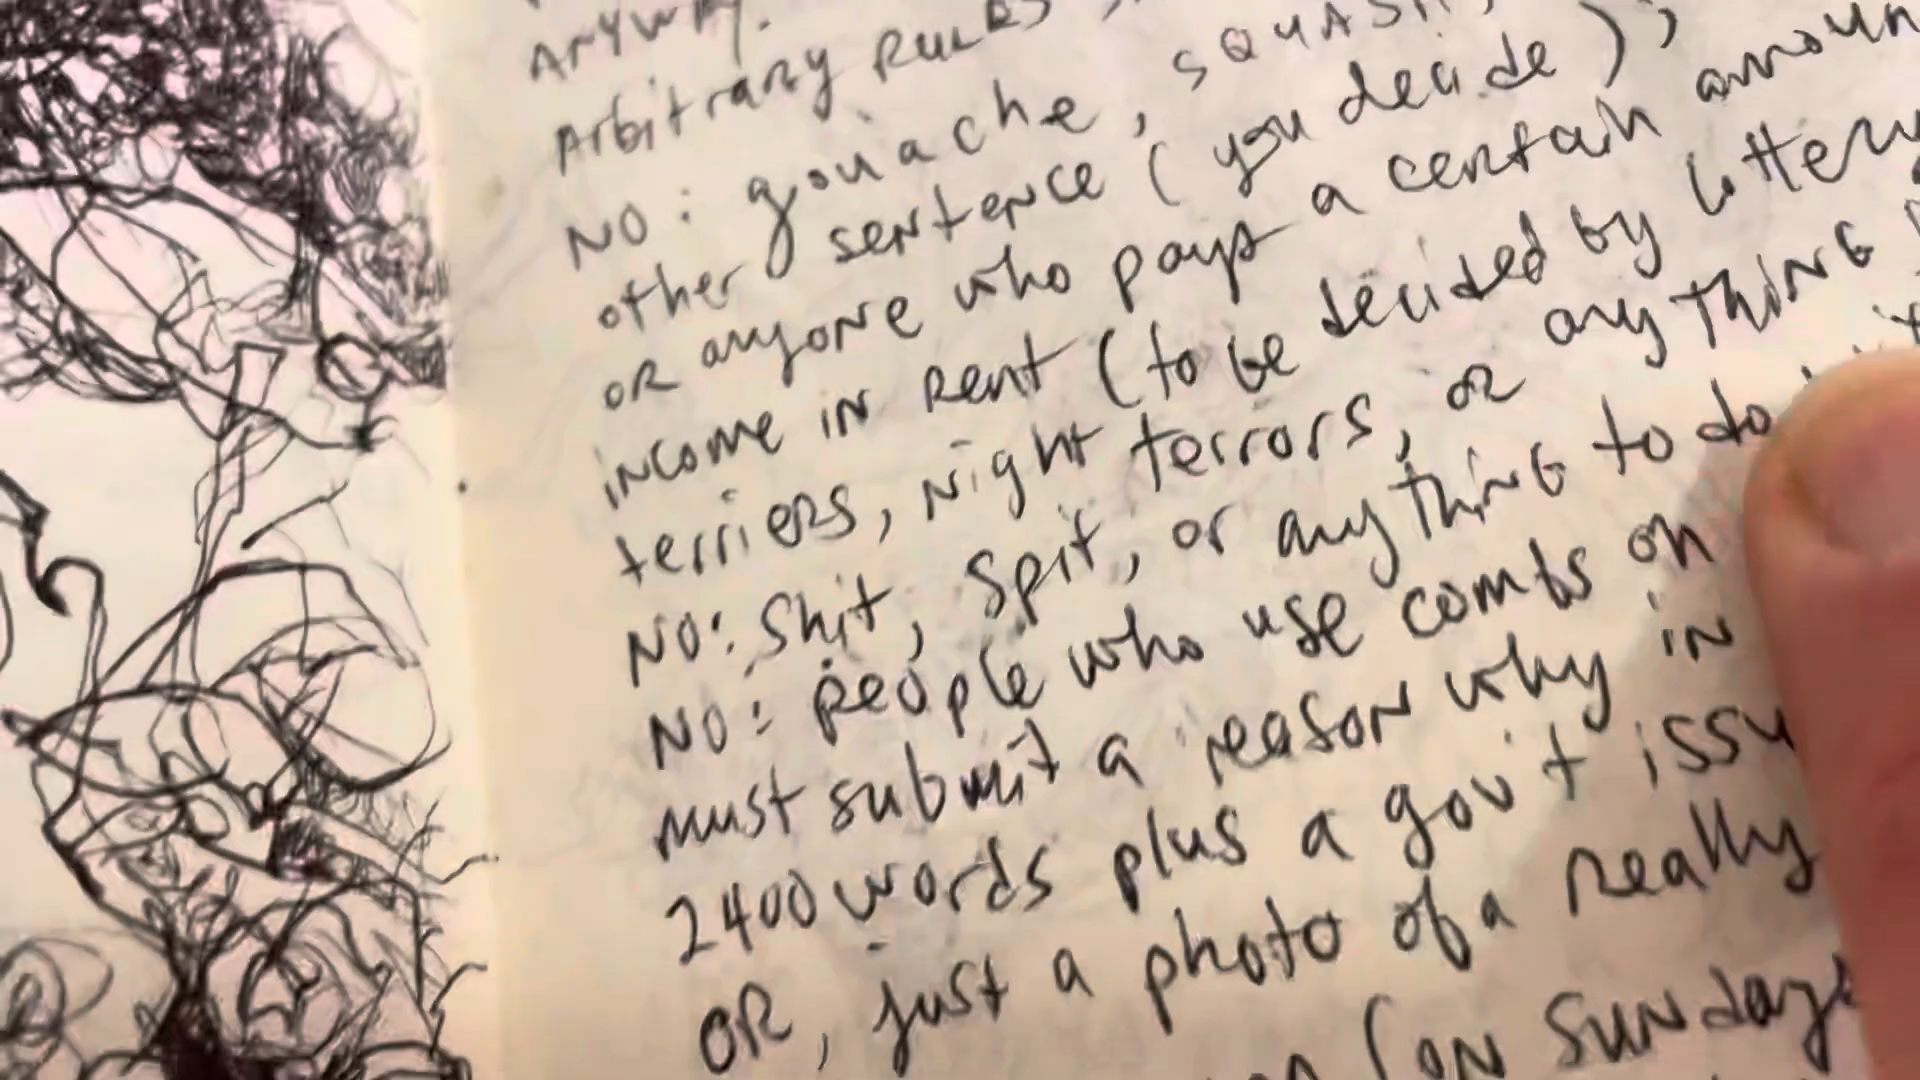 ANYWAY.
Arbitrary RULES
NO: gouache, SQUASH,
other sentence (you decide),
OR anyone who pays a certain amoun
income in rent (to be decided by lottery
terriers, night terrors, or anything
NO: Shit, Spit, or anything to do
NO: people who use combs on
must submit a reason why in
2400 words plus a gov't issu
OR, just a photo of a really
(on Sundays